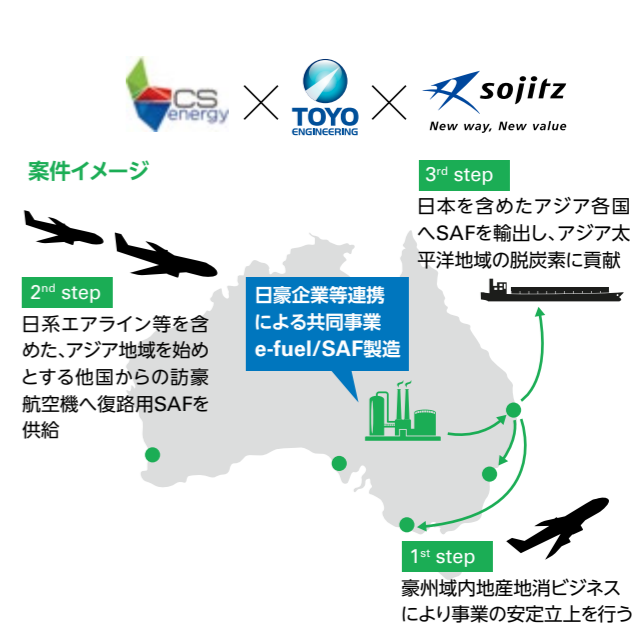 CS
energy
TOYO
ENGINEERING
sojitz
New way, New value
案件イメージ
3rd step
日本を含めたアジア各国
へSAFを輸出し、アジア太
平洋地域の脱炭素に貢献
2nd step
日系エアライン等を含
めた、アジア地域を始め
とする他国からの訪豪
航空機へ復路用SAFを
供給
日豪企業等連携
による共同事業
e-fuel/SAF製造
1st step
豪州域内地産地消ビジネス
により事業の安定立上を行う